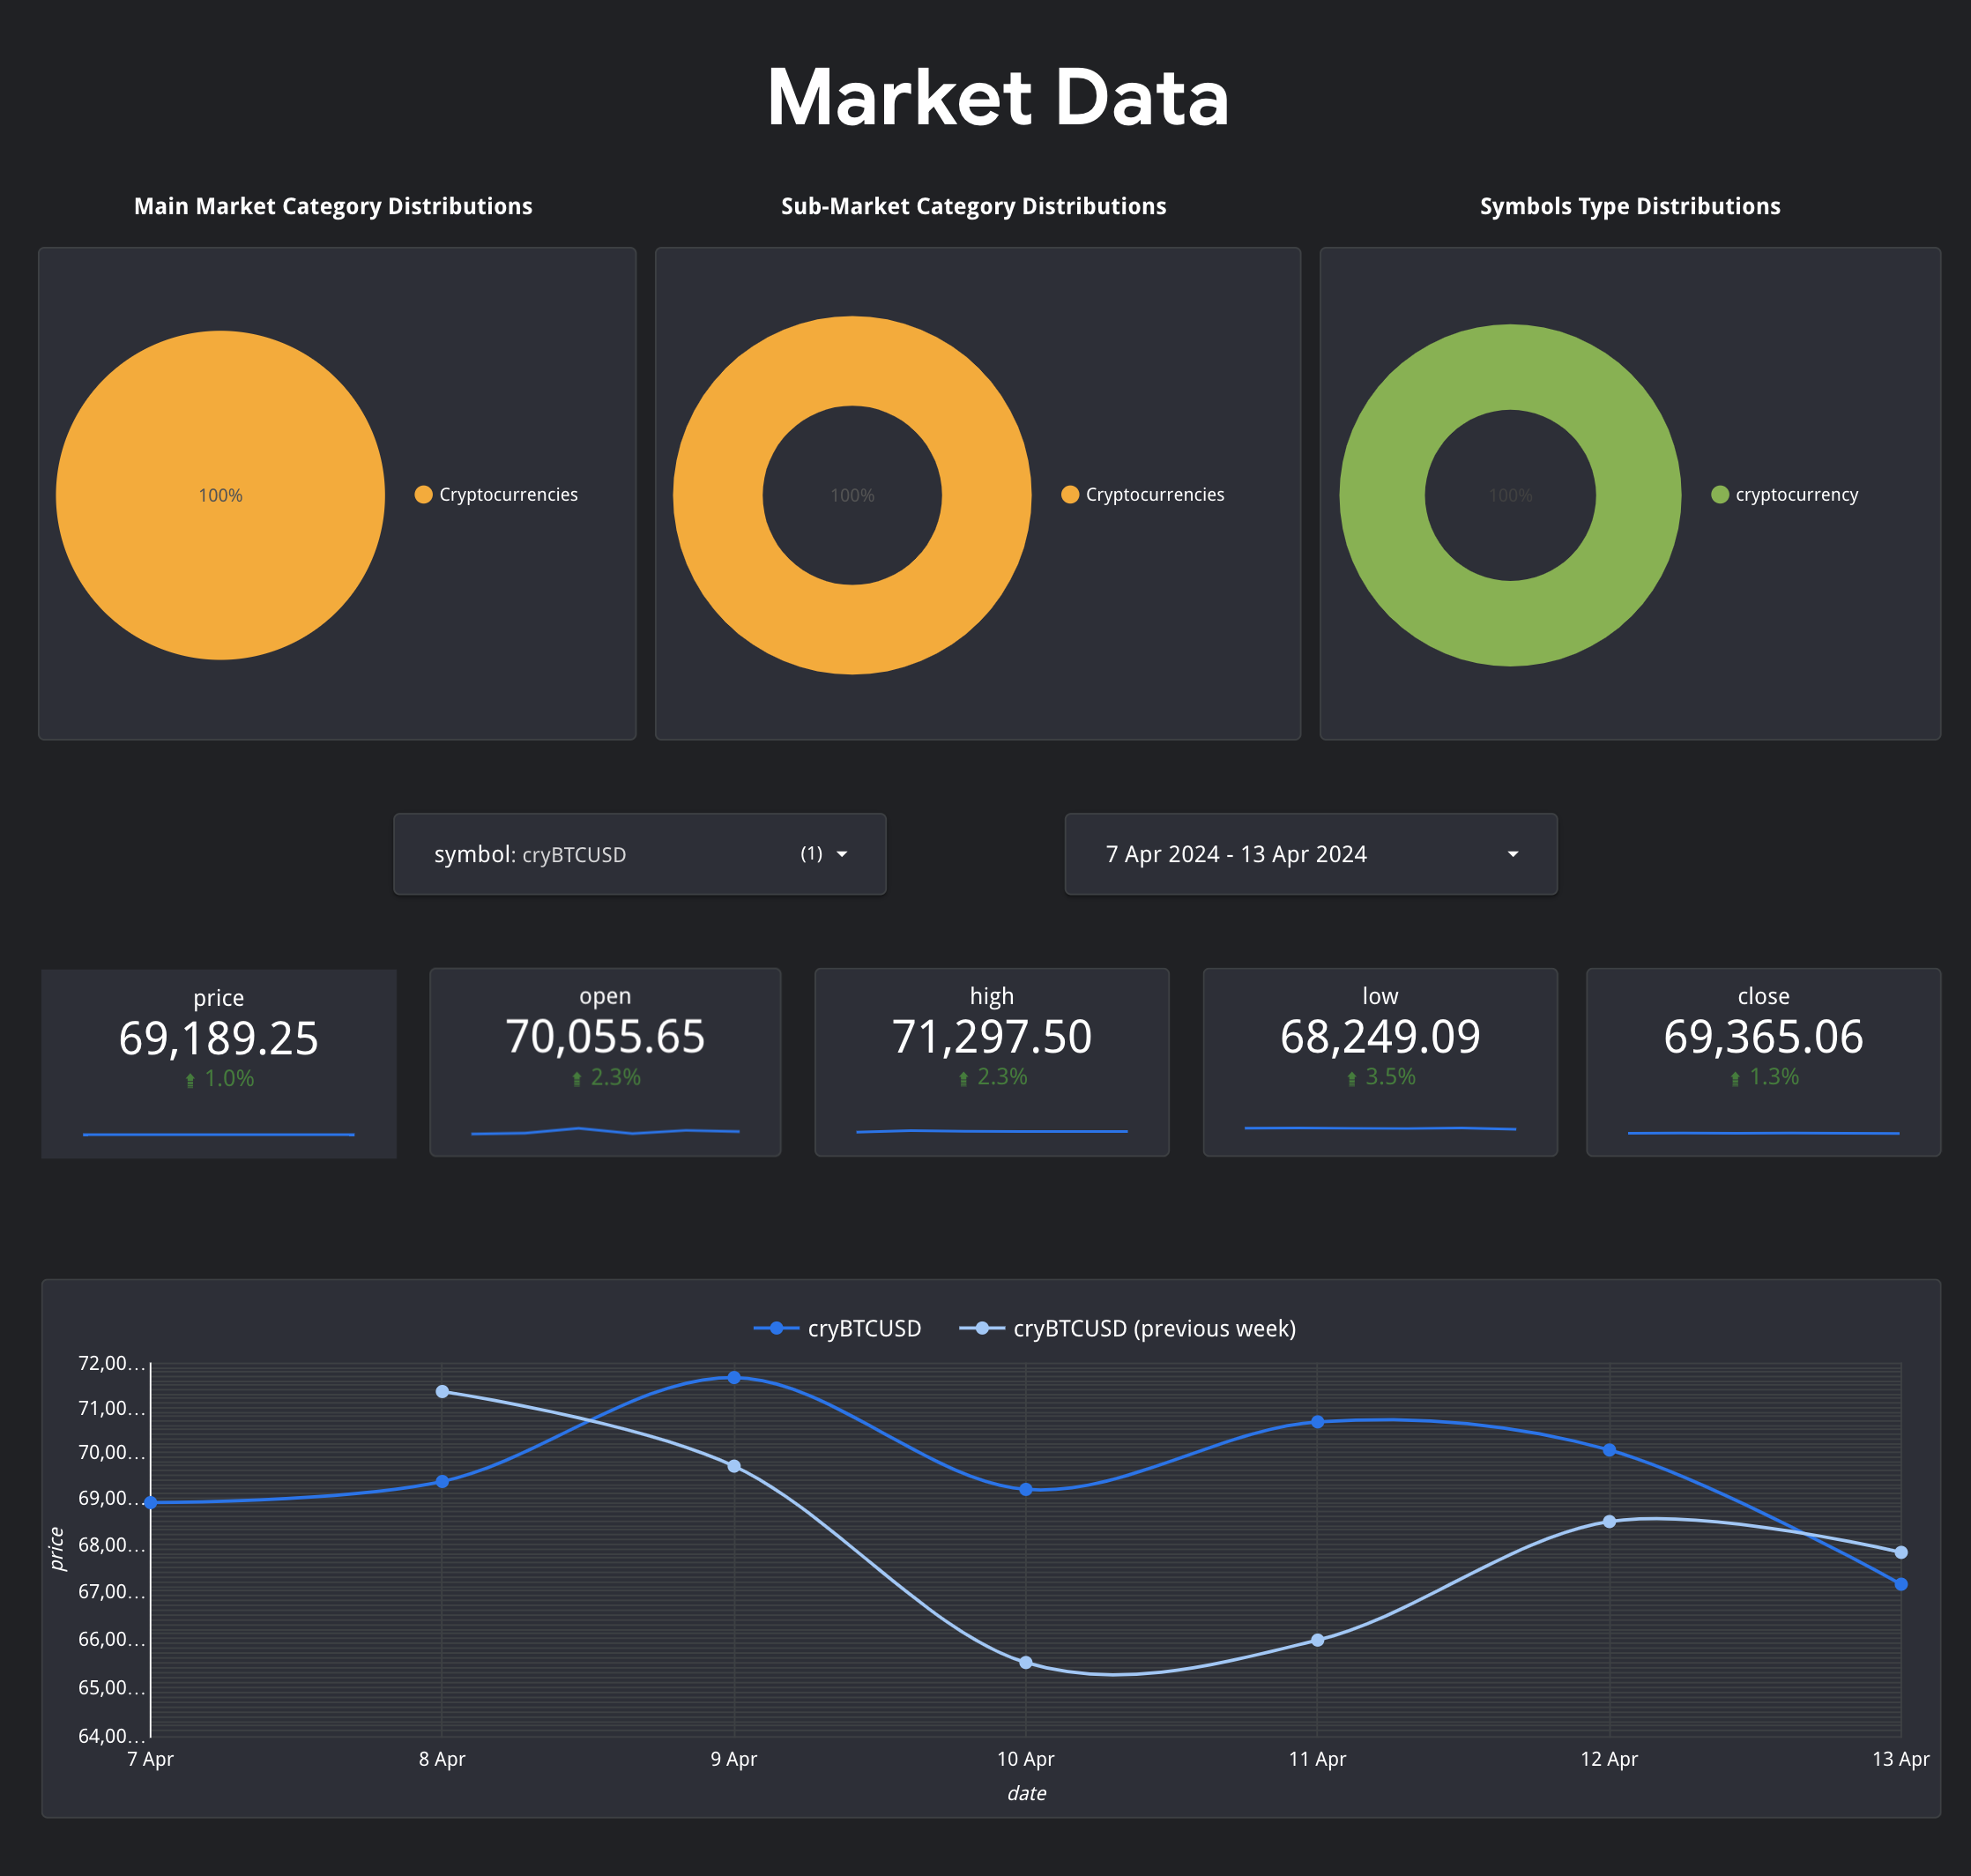 Market Data
Main Market Category Distributions
Sub-Market Category Distributions
Symbols Type Distributions
100%
Cryptocurrencies
100%
Cryptocurrencies
100%
cryptocurrency
symbol: cryBTCUSD (1)
7 Apr 2024 - 13 Apr 2024
price
69,189.25
1.0%
open
70,055.65
2.3%
high
71,297.50
2.3%
low
68,249.09
3.5%
close
69,365.06
1.3%
cryBTCUSD
cryBTCUSD (previous week)
72,00...
71,00...
70,00...
69,00...
68,00...
67,00...
66,00...
65,00...
64,00...
price
7 Apr
8 Apr
9 Apr
10 Apr
11 Apr
12 Apr
13 Apr
date